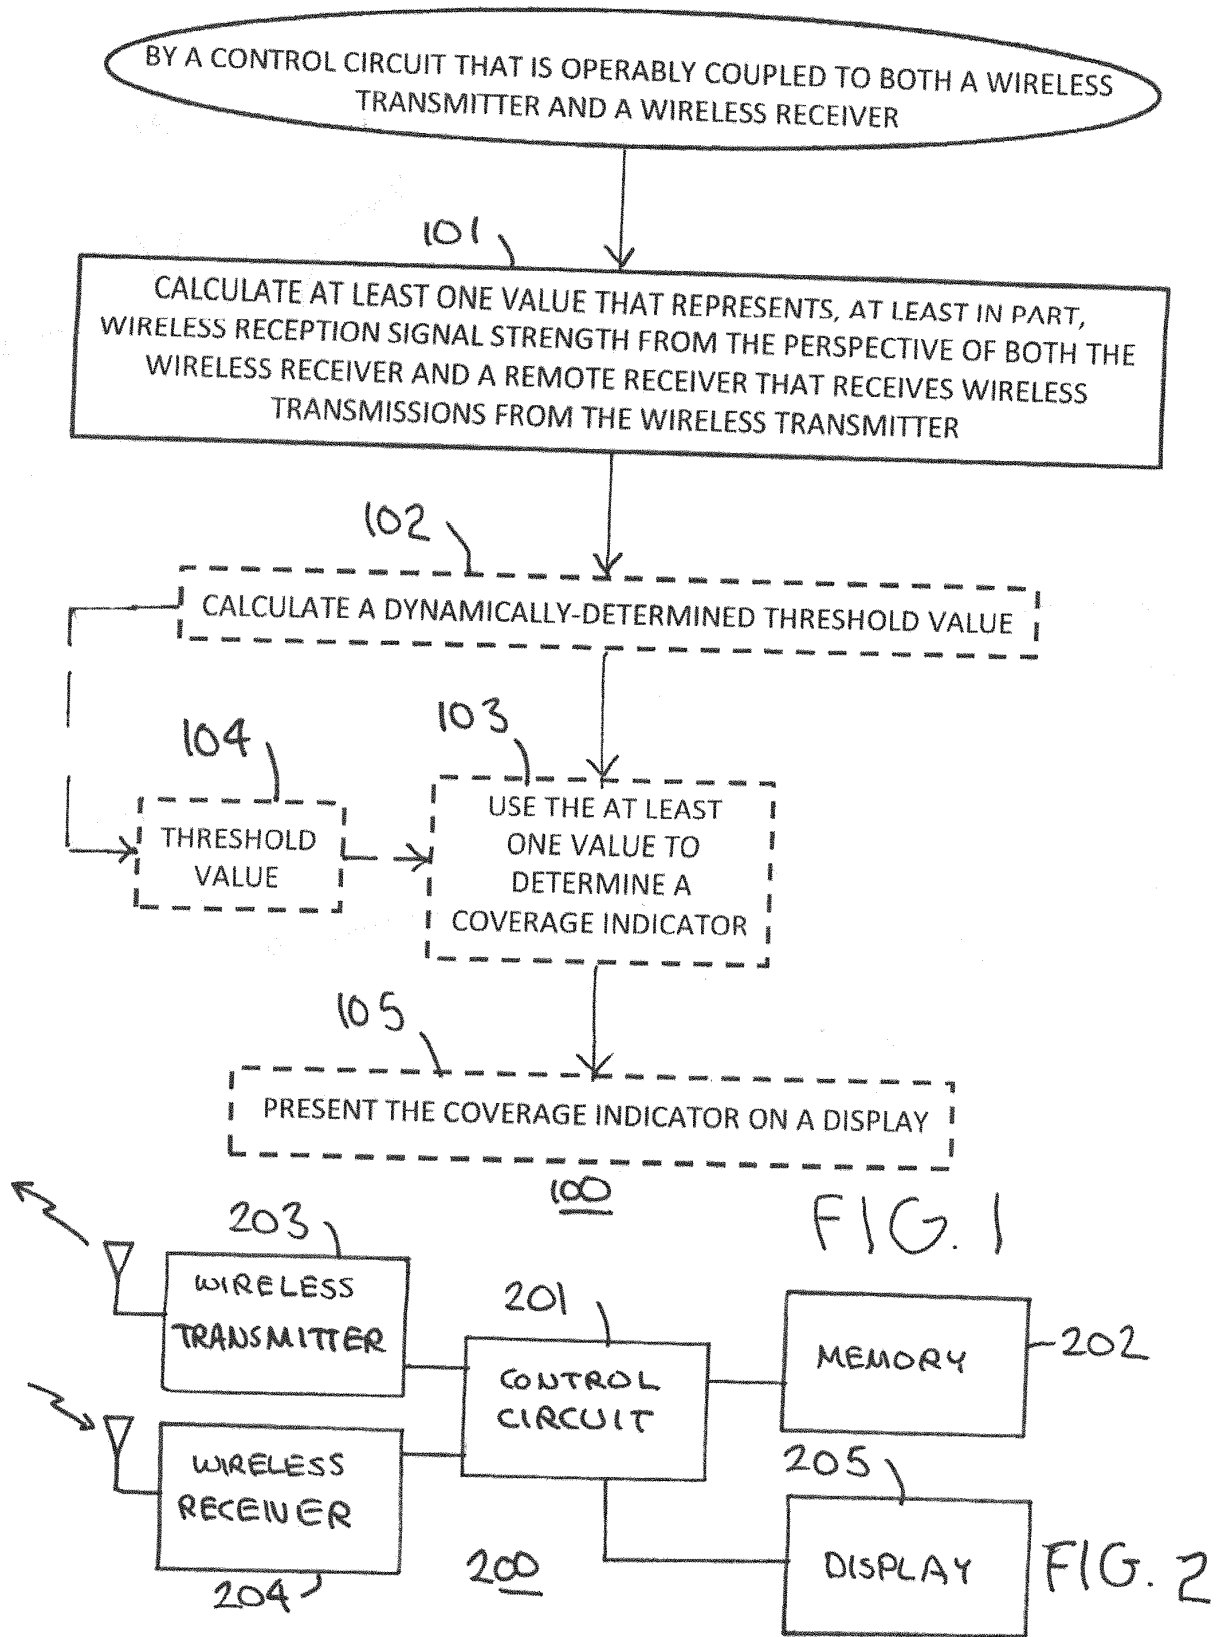 BY A CONTROL CIRCUIT THAT IS OPERABLY COUPLED TO BOTH A WIRELESS
TRANSMITTER AND A WIRELESS RECEIVER
101
CALCULATE AT LEAST ONE VALUE THAT REPRESENTS, AT LEAST IN PART,
WIRELESS RECEPTION SIGNAL STRENGTH FROM THE PERSPECTIVE OF BOTH THE
WIRELESS RECEIVER AND A REMOTE RECEIVER THAT RECEIVES WIRELESS
TRANSMISSIONS FROM THE WIRELESS TRANSMITTER
102
CALCULATE A DYNAMICALLY-DETERMINED THRESHOLD VALUE
104
THRESHOLD
VALUE
103
USE THE AT LEAST
ONE VALUE TO
DETERMINE A
COVERAGE INDICATOR
105
PRESENT THE COVERAGE INDICATOR ON A DISPLAY
100
FIG. 1
203
WIRELESS
TRANSMITTER
201
CONTROL
CIRCUIT
MEMORY
202
WIRELESS
RECEIVER
204
200
205
DISPLAY
FIG. 2